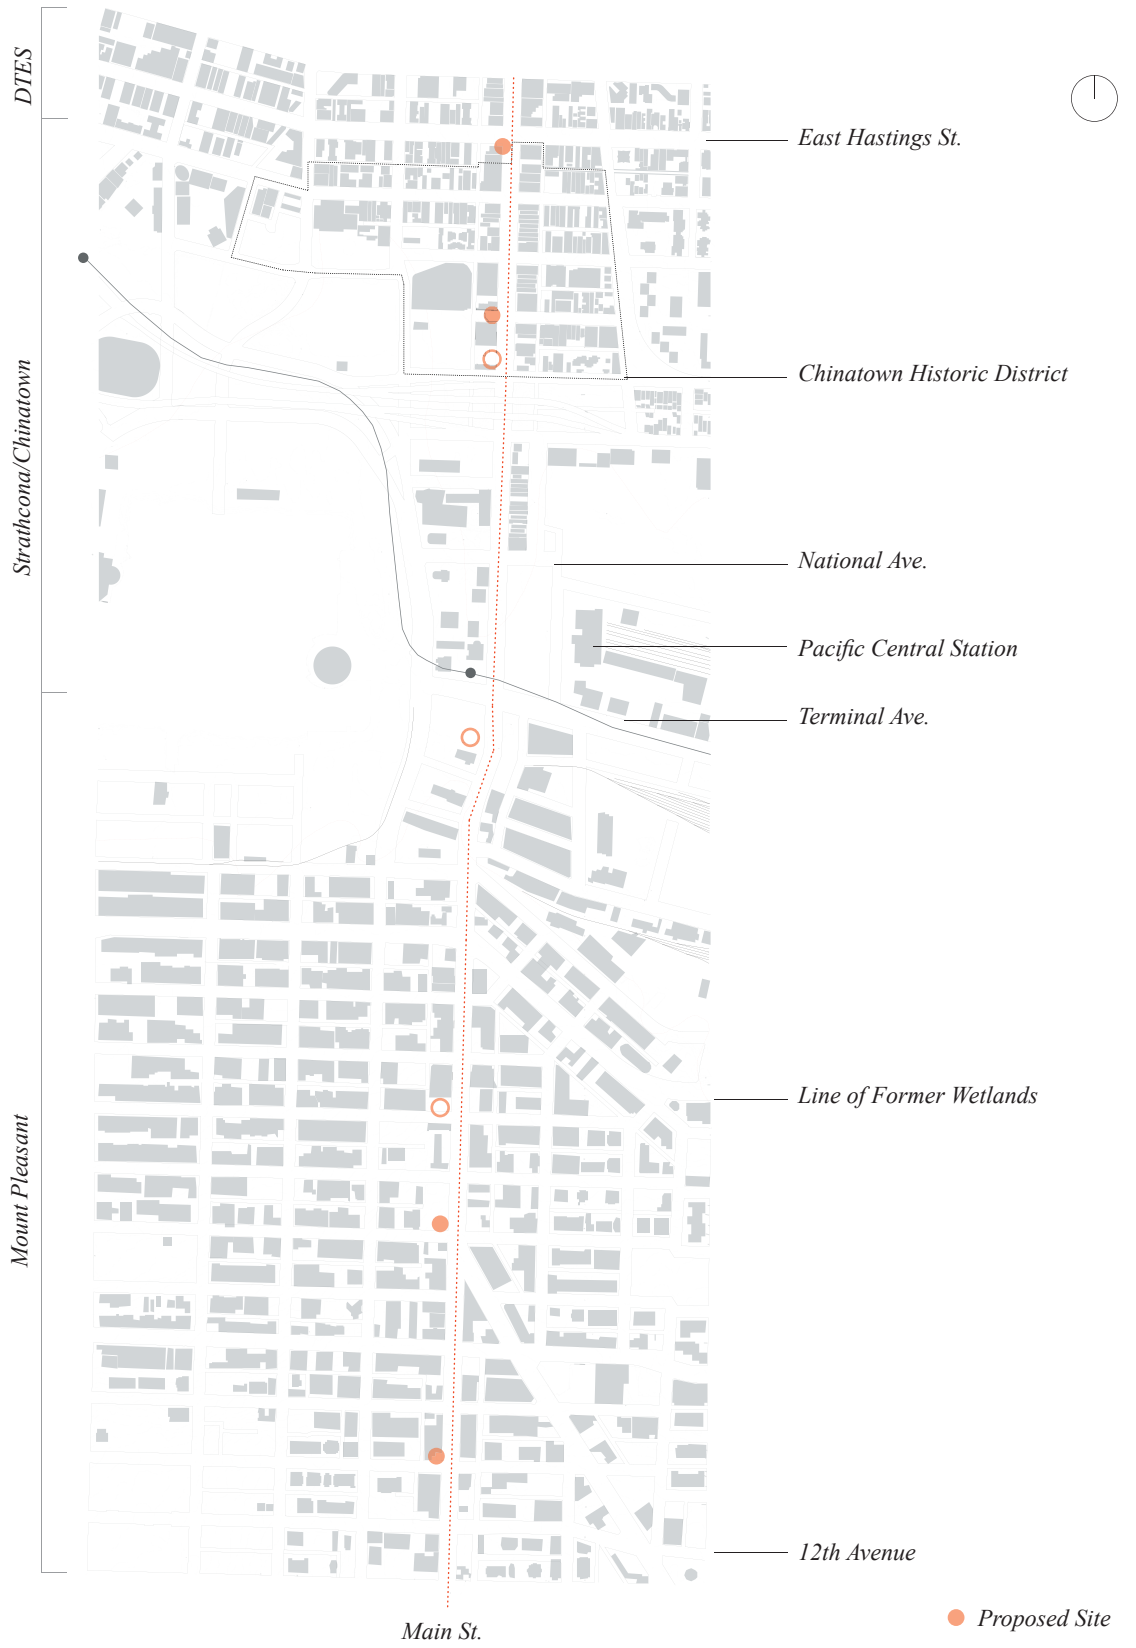 DTES
East Hastings St.
Strathcona/Chinatown
Chinatown Historic District
National Ave.
Pacific Central Station
Terminal Ave.
Mount Pleasant
Line of Former Wetlands
12th Avenue
Proposed Site
Main St.